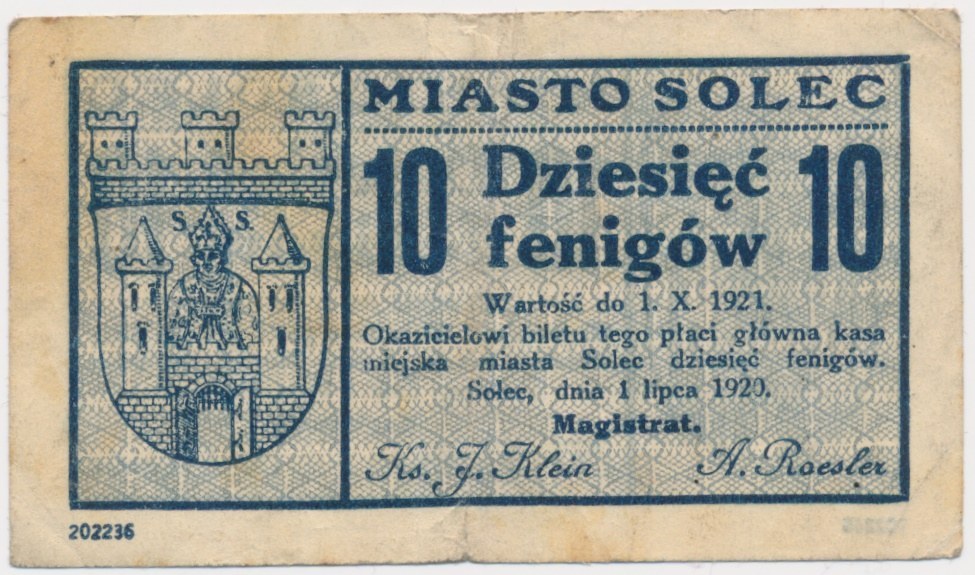 MIASTO SOLEC
10 Dziesięć 10
fenigów
S. S.
Wartość do 1. X. 1921.
Okazicielowi biletu tego płaci główna kasa
miejska miasta Solec dziesięć fenigów.
Solec, dnia 1 lipca 1920.
Magistrat.
Ks. J. Klein A. Roesler
202236